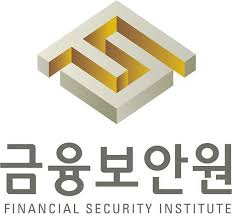 금융보안원
FINANCIAL SECURITY INSTITUTE